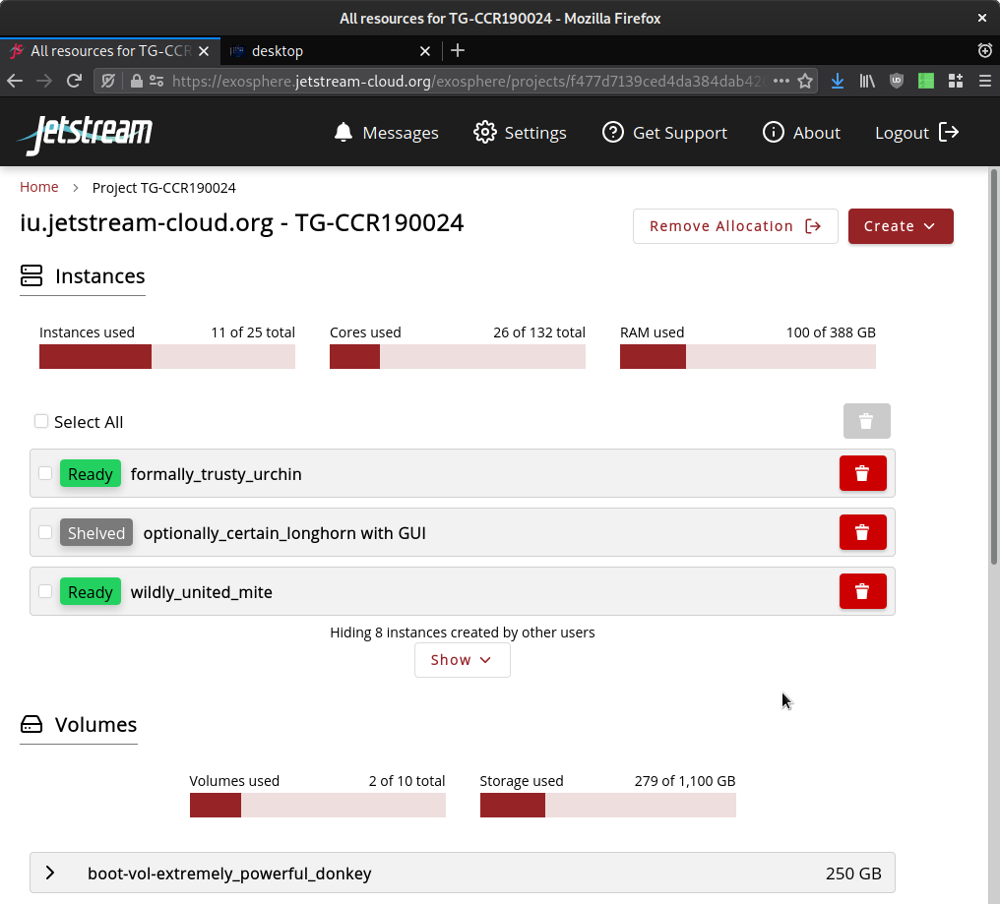 All resources for TG-CCR190024 - Mozilla Firefox
All resources for TG-CCR
desktop
https://exosphere.jetstream-cloud.org/exosphere/projects/f477d7139ced4da384dab42
Jetstream
Messages
Settings
Get Support
About
Logout
Home
Project TG-CCR190024
iu.jetstream-cloud.org - TG-CCR190024
Remove Allocation
Create
Instances
Instances used 11 of 25 total
Cores used 26 of 132 total
RAM used 100 of 388 GB
Select All
Ready formally_trusty_urchin
Shelved optionally_certain_longhorn with GUI
Ready wildly_united_mite
Hiding 8 instances created by other users
Show
Volumes
Volumes used 2 of 10 total
Storage used 279 of 1,100 GB
boot-vol-extremely_powerful_donkey 250 GB